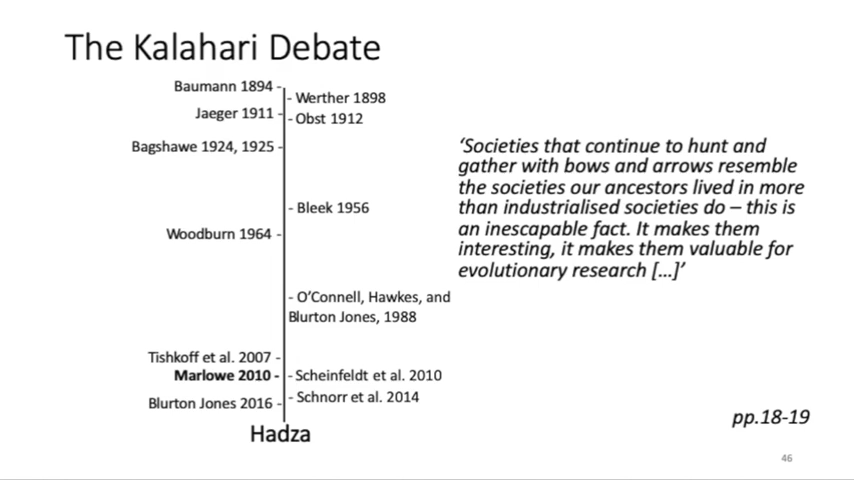 The Kalahari Debate
Baumann 1894 -
- Werther 1898
Jaeger 1911 -
- Obst 1912
Bagshawe 1924, 1925 -
- Bleek 1956
Woodburn 1964 -
- O’Connell, Hawkes, and
Blurton Jones, 1988
Tishkoff et al. 2007 -
Marlowe 2010 -
- Scheinfeldt et al. 2010
- Schnorr et al. 2014
Blurton Jones 2016 -
Hadza
‘Societies that continue to hunt and
gather with bows and arrows resemble
the societies our ancestors lived in more
than industrialised societies do – this is
an inescapable fact. It makes them
interesting, it makes them valuable for
evolutionary research […]’
pp.18-19
46